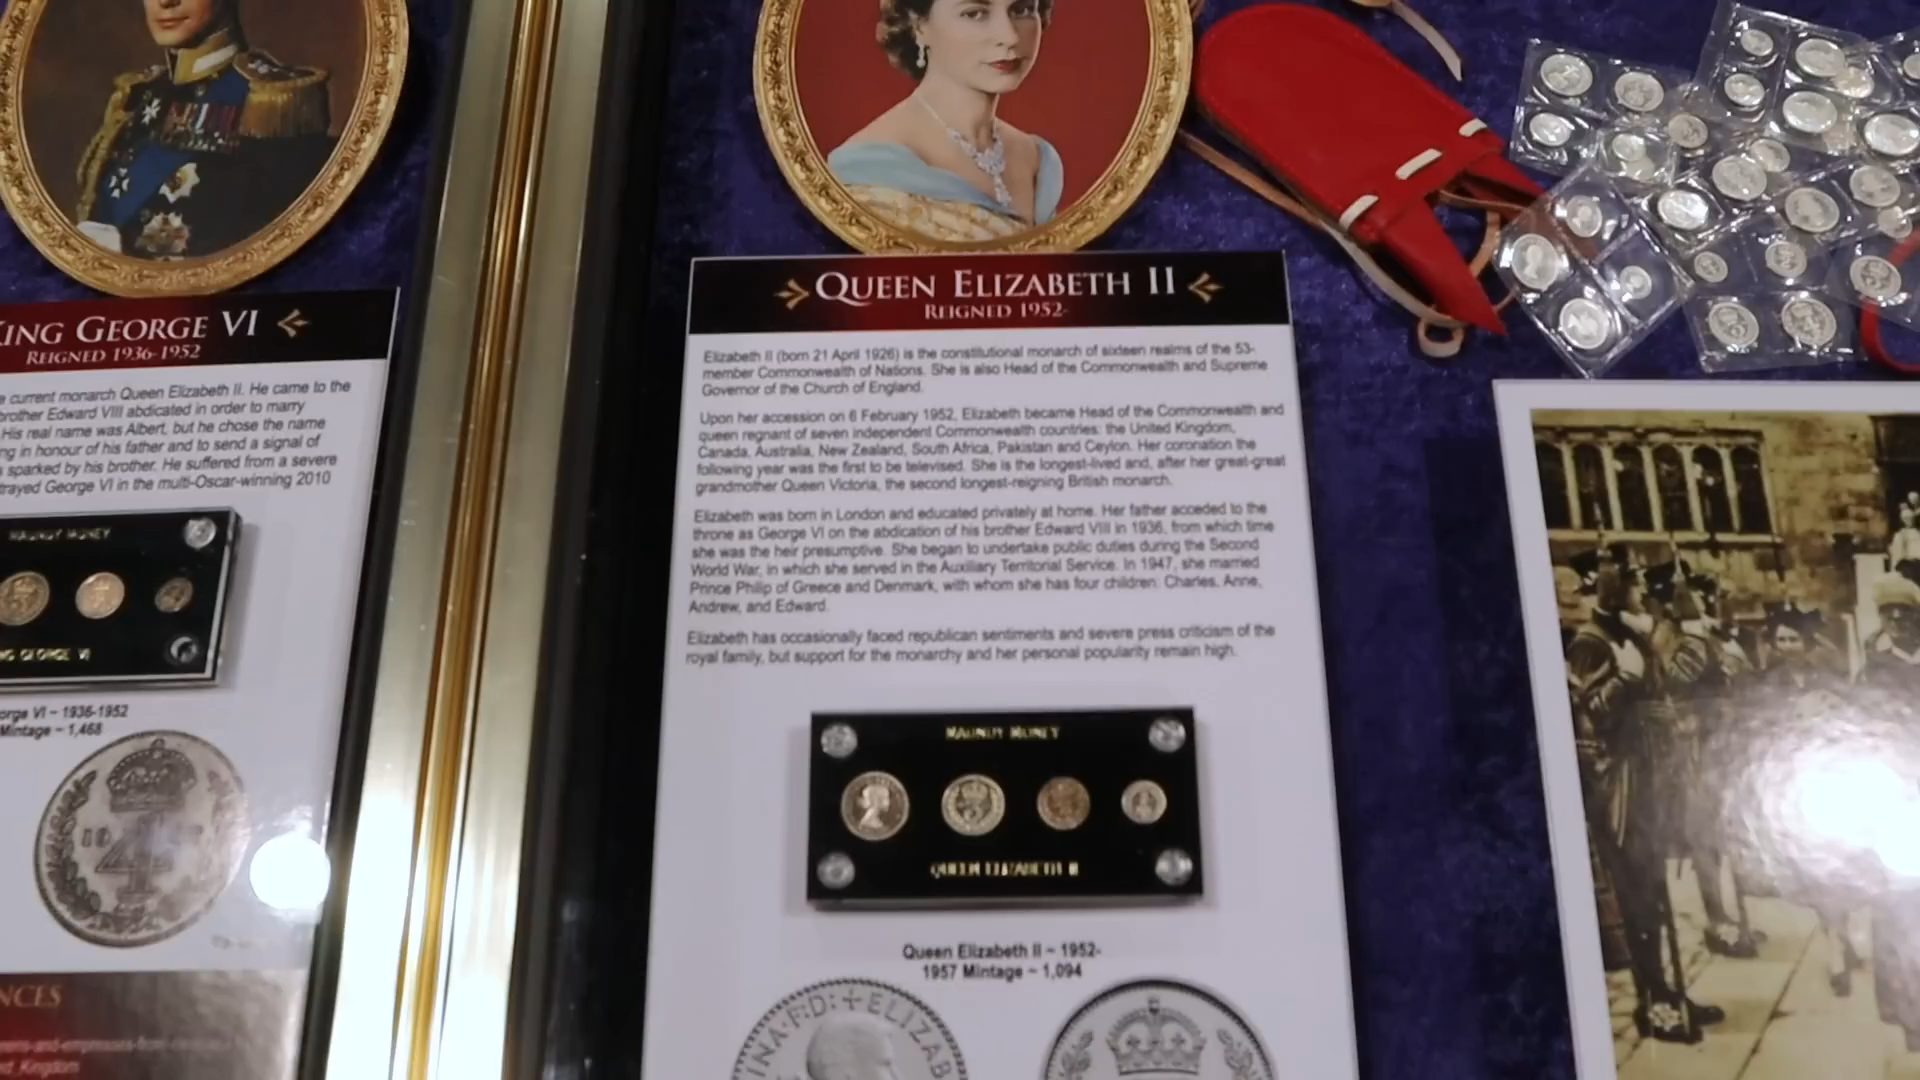 KING GEORGE VI
REIGNED 1936-1952
current monarch Queen Elizabeth II. He came to the
brother Edward VIII abdicated in order to marry
His real name was Albert, but he chose the name
in honour of his father and to send a signal of
sparked by his brother. He suffered from a severe
George VI in the multi-Oscar-winning 2010
MAUNDY MONEY
KING GEORGE VI
George VI ~ 1936-1952
Mintage ~ 1,468
4
Kingdom
QUEEN ELIZABETH II
REIGNED 1952-
Elizabeth II (born 21 April 1926) is the constitutional monarch of sixteen realms of the 53-
member Commonwealth of Nations. She is also Head of the Commonwealth and Supreme
Governor of the Church of England.
Upon her accession on 6 February 1952, Elizabeth became Head of the Commonwealth and
queen regnant of seven independent Commonwealth countries: the United Kingdom,
Canada, Australia, New Zealand, South Africa, Pakistan and Ceylon. Her coronation the
following year was the first to be televised. She is the longest-lived and, after her great-great
grandmother Queen Victoria, the second longest-reigning British monarch.
Elizabeth was born in London and educated privately at home. Her father acceded to the
throne as George VI on the abdication of his brother Edward VIII in 1936, from which time
she was the heir presumptive. She began to undertake public duties during the Second
World War, in which she served in the Auxiliary Territorial Service. In 1947, she married
Prince Philip of Greece and Denmark, with whom she has four children: Charles, Anne,
Andrew, and Edward.
Elizabeth has occasionally faced republican sentiments and severe press criticism of the
royal family, but support for the monarchy and her personal popularity remain high.
MAUNDY MONEY
QUEEN ELIZABETH II
Queen Elizabeth II ~ 1952-
1957 Mintage ~ 1,094
INA·F:D:+ELIZAB